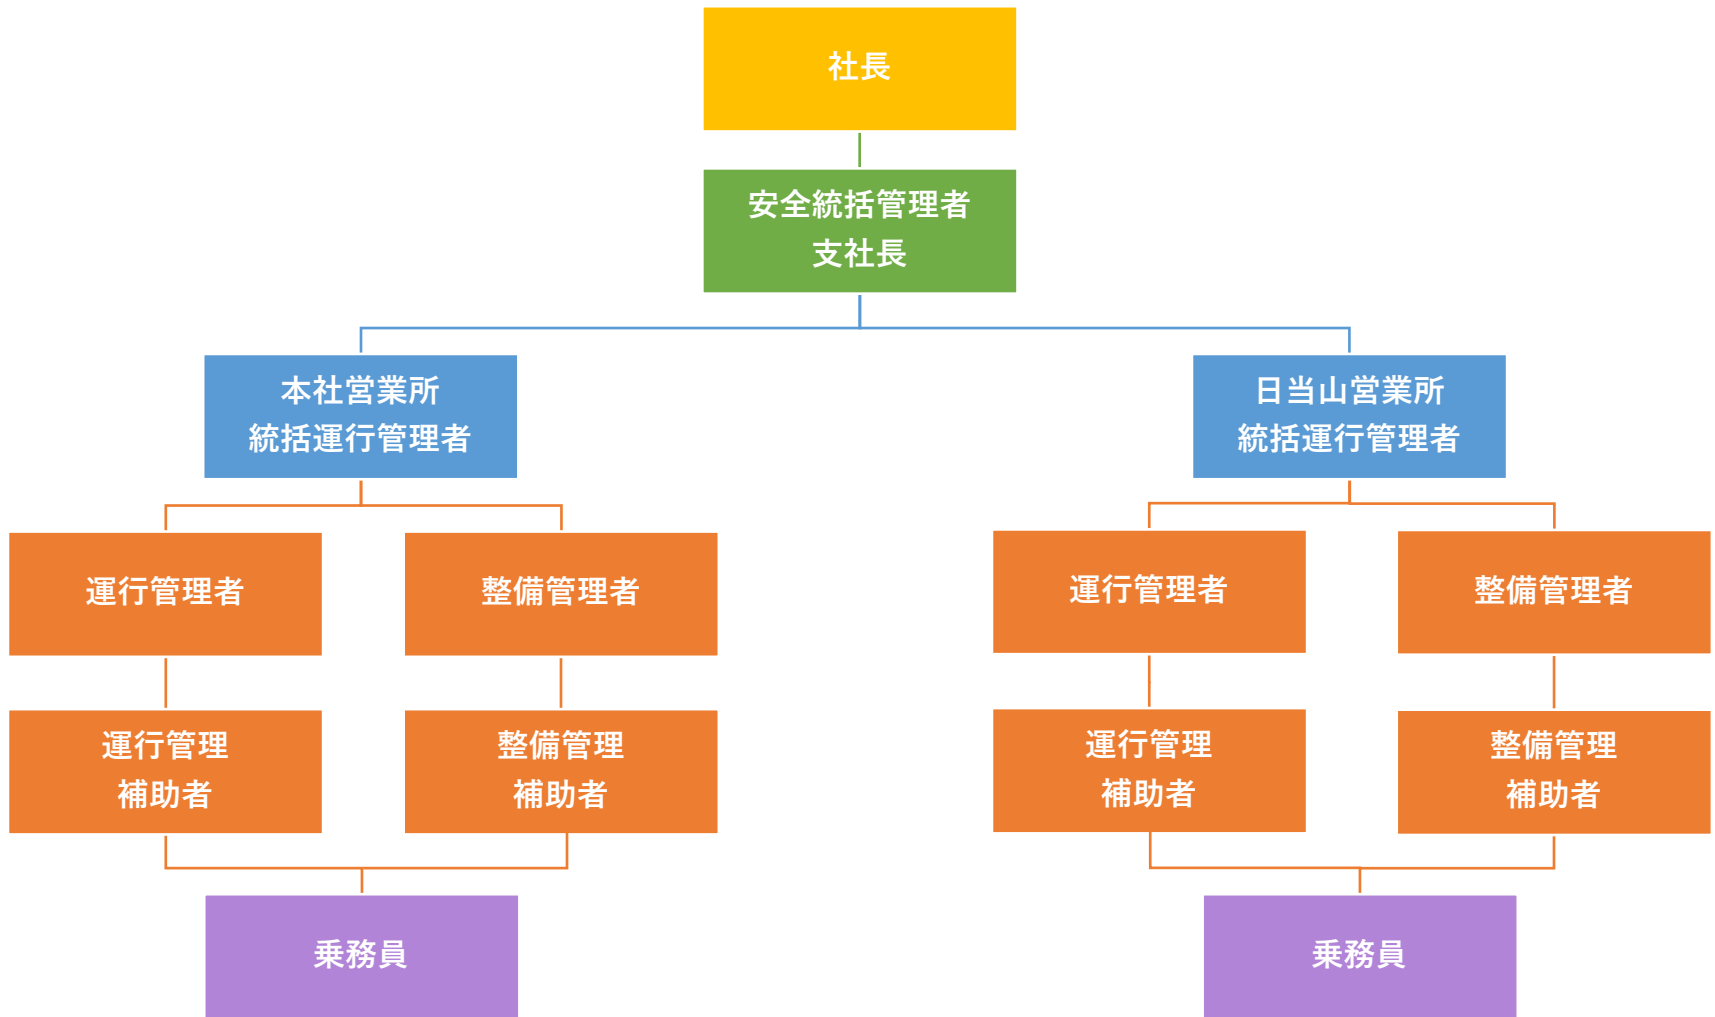 社長
安全統括管理者
支社長
本社営業所
統括運行管理者
日当山営業所
統括運行管理者
運行管理者
整備管理者
運行管理者
整備管理者
運行管理
補助者
整備管理
補助者
運行管理
補助者
整備管理
補助者
乗務員
乗務員